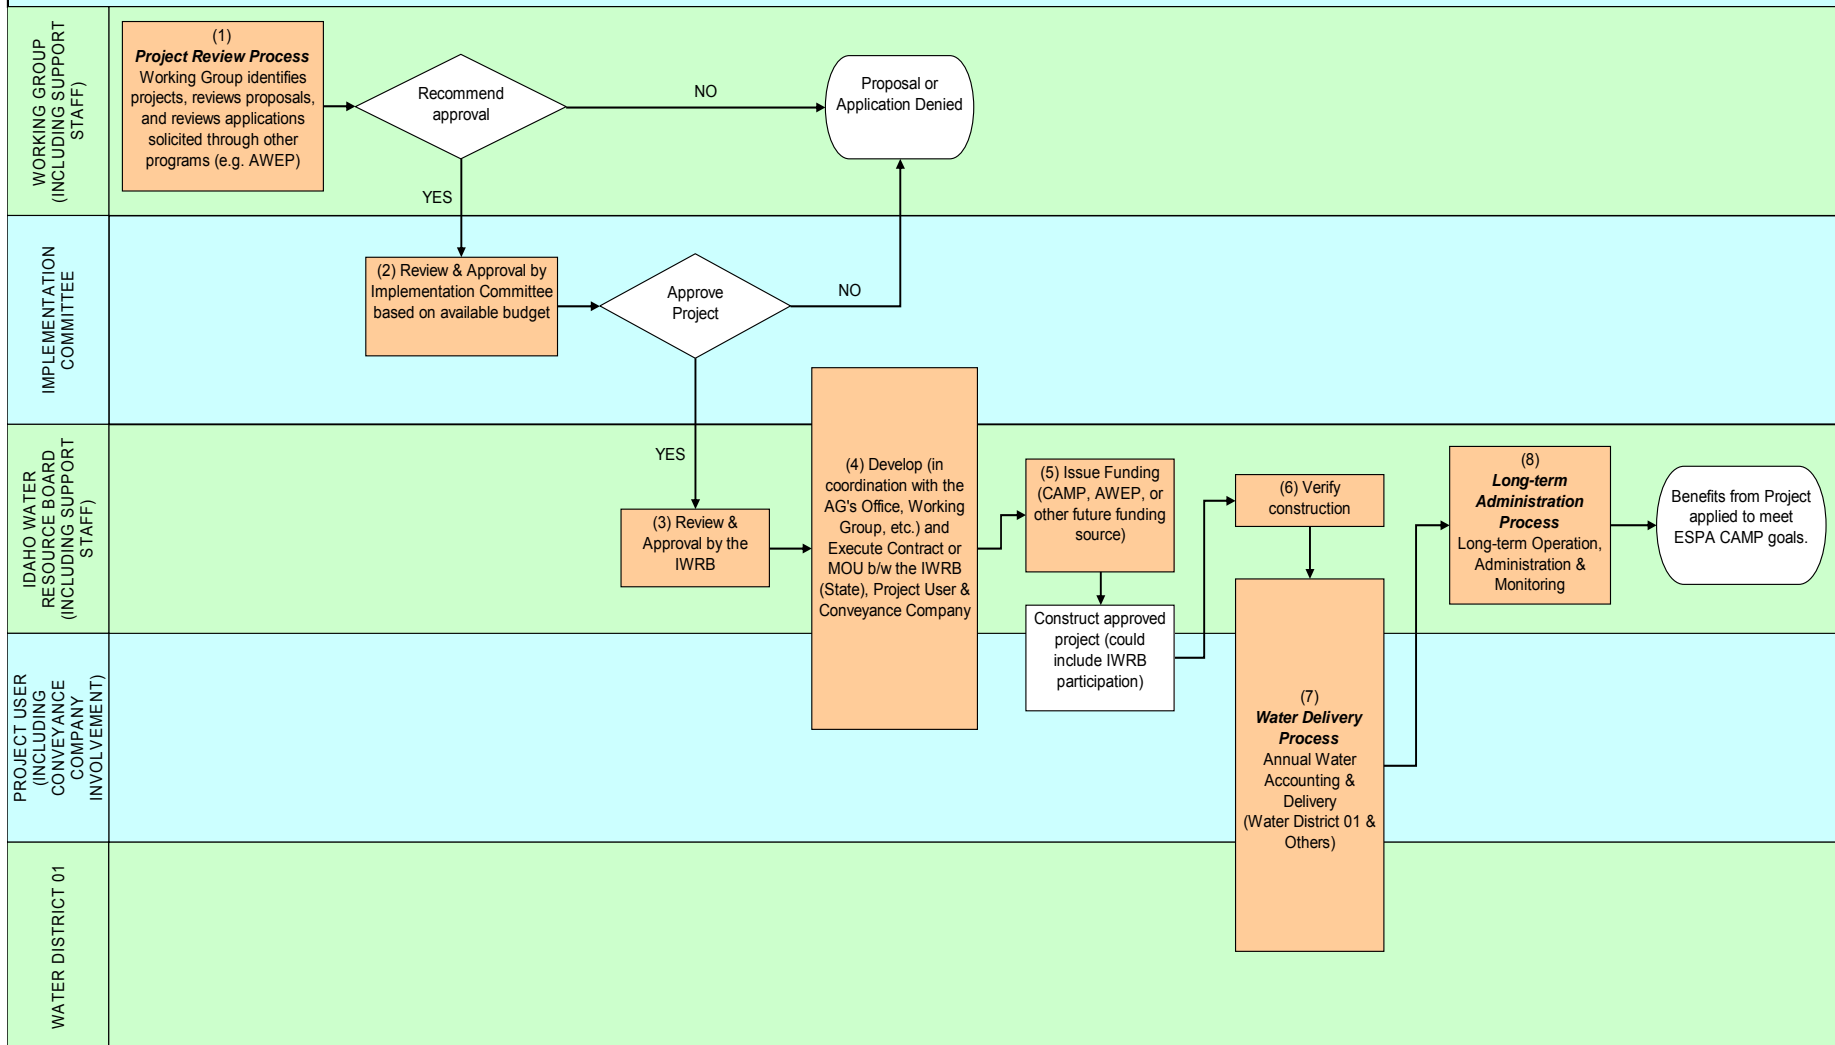 WORKING GROUP
(INCLUDING SUPPORT
STAFF)
(1)
Project Review Process
Working Group identifies
projects, reviews proposals,
and reviews applications
solicited through other
programs (e.g. AWEP)
Recommend
approval
NO
Proposal or
Application Denied
YES
IMPLEMENTATION
COMMITTEE
(2) Review & Approval by
Implementation Committee
based on available budget
Approve
Project
NO
YES
IDAHO WATER
RESOURCE BOARD
(INCLUDING SUPPORT
STAFF)
(3) Review &
Approval by the
IWRB
(4) Develop (in
coordination with the
AG's Office, Working
Group, etc.) and
Execute Contract or
MOU b/w the IWRB
(State), Project User &
Conveyance Company
(5) Issue Funding
(CAMP, AWEP, or
other future funding
source)
Construct approved
project (could
include IWRB
participation)
(6) Verify
construction
(7)
Water Delivery
Process
Annual Water
Accounting &
Delivery
(Water District 01 &
Others)
(8)
Long-term
Administration
Process
Long-term Operation,
Administration &
Monitoring
Benefits from Project
applied to meet
ESPA CAMP goals.
PROJECT USER
(INCLUDING
CONVEYANCE
COMPANY
INVOLVEMENT)
WATER DISTRICT 01